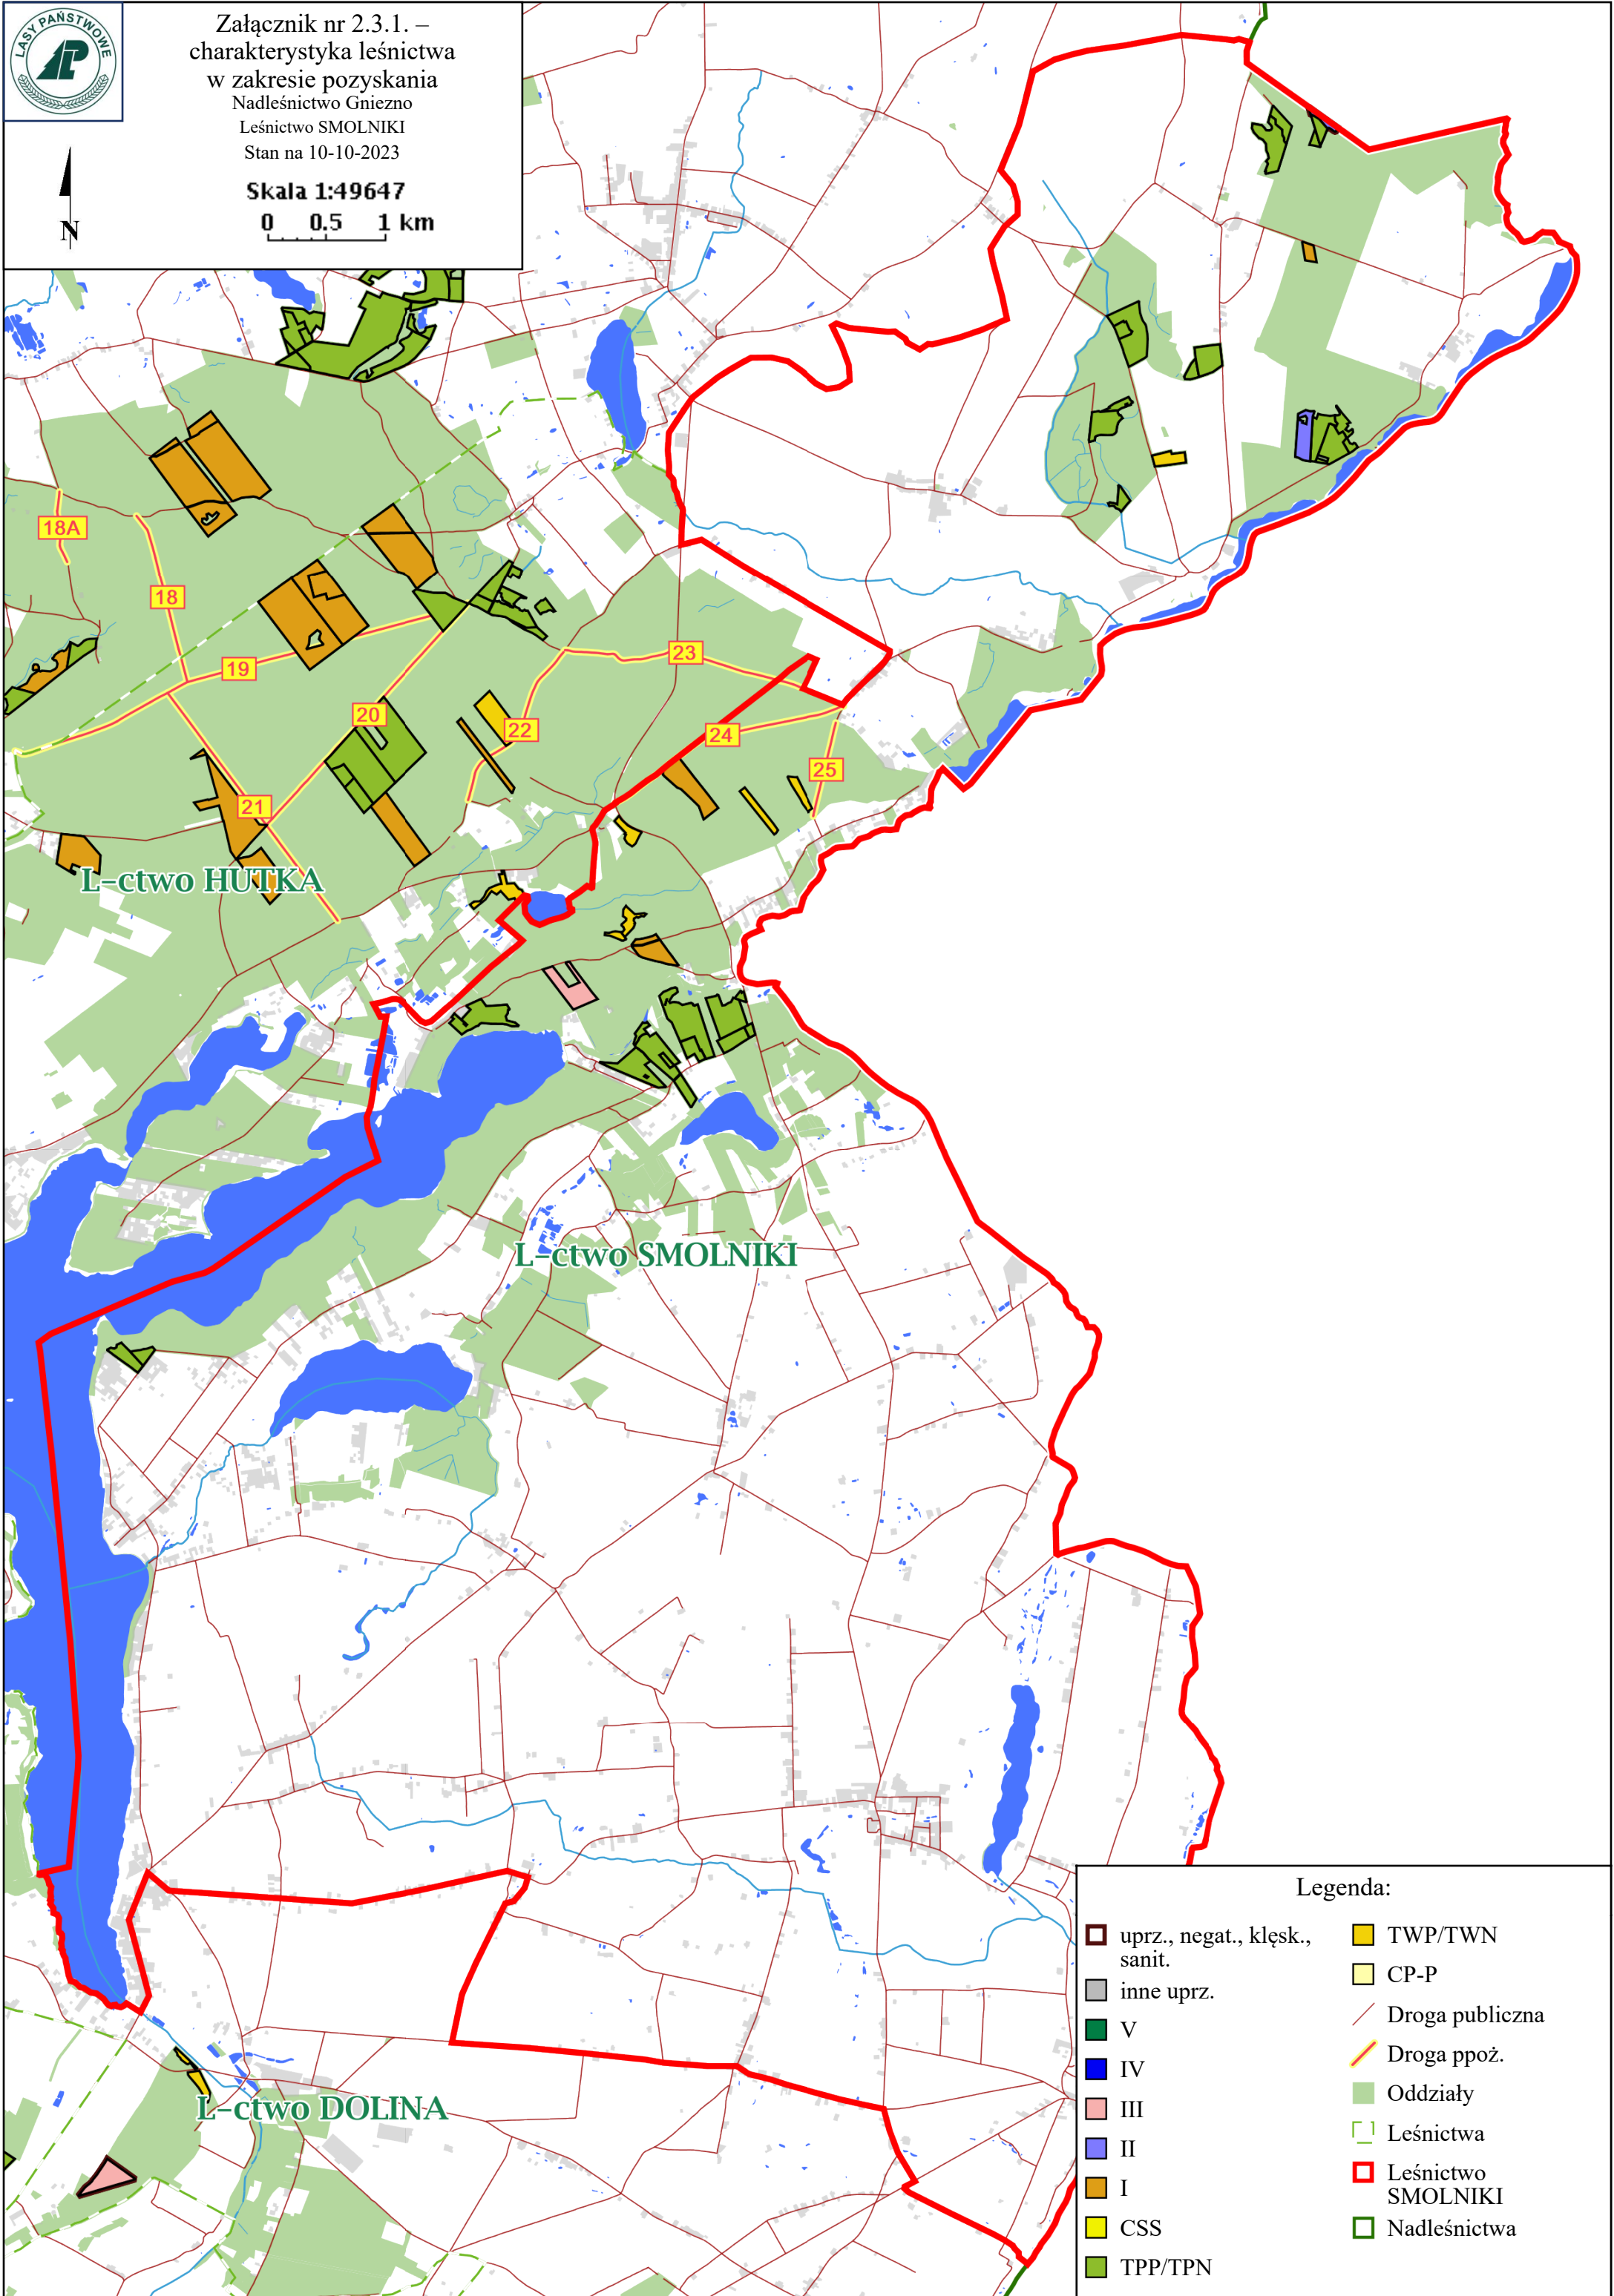 LASY PAŃSTWOWE
Załącznik nr 2.3.1. –
charakterystyka leśnictwa
w zakresie pozyskania
Nadleśnictwo Gniezno
Leśnictwo SMOLNIKI
Stan na 10-10-2023
Skala 1:49647
0 0.5 1 km
N
18A
18
19
23
20
22
24
25
21
L-ctwo HUTKA
L-ctwo SMOLNIKI
L-ctwo DOLINA
Legenda:
uprz., negat., klęsk.,
sanit.
inne uprz.
V
IV
III
II
I
CSS
TPP/TPN
TWP/TWN
CP-P
Droga publiczna
Droga ppoż.
Oddziały
Leśnictwa
Leśnictwo
SMOLNIKI
Nadleśnictwa